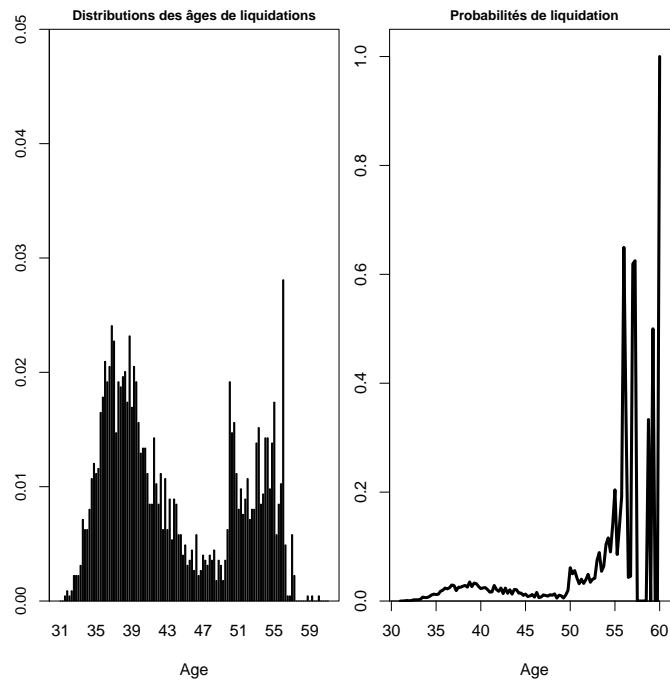 Distributions des âges de liquidations
0.05
0.04
0.03
0.02
0.01
0.00
31 35 39 43 47 51 55 59
Age
Probabilités de liquidation
1.0
0.8
0.6
0.4
0.2
0.0
30 35 40 45 50 55 60
Age